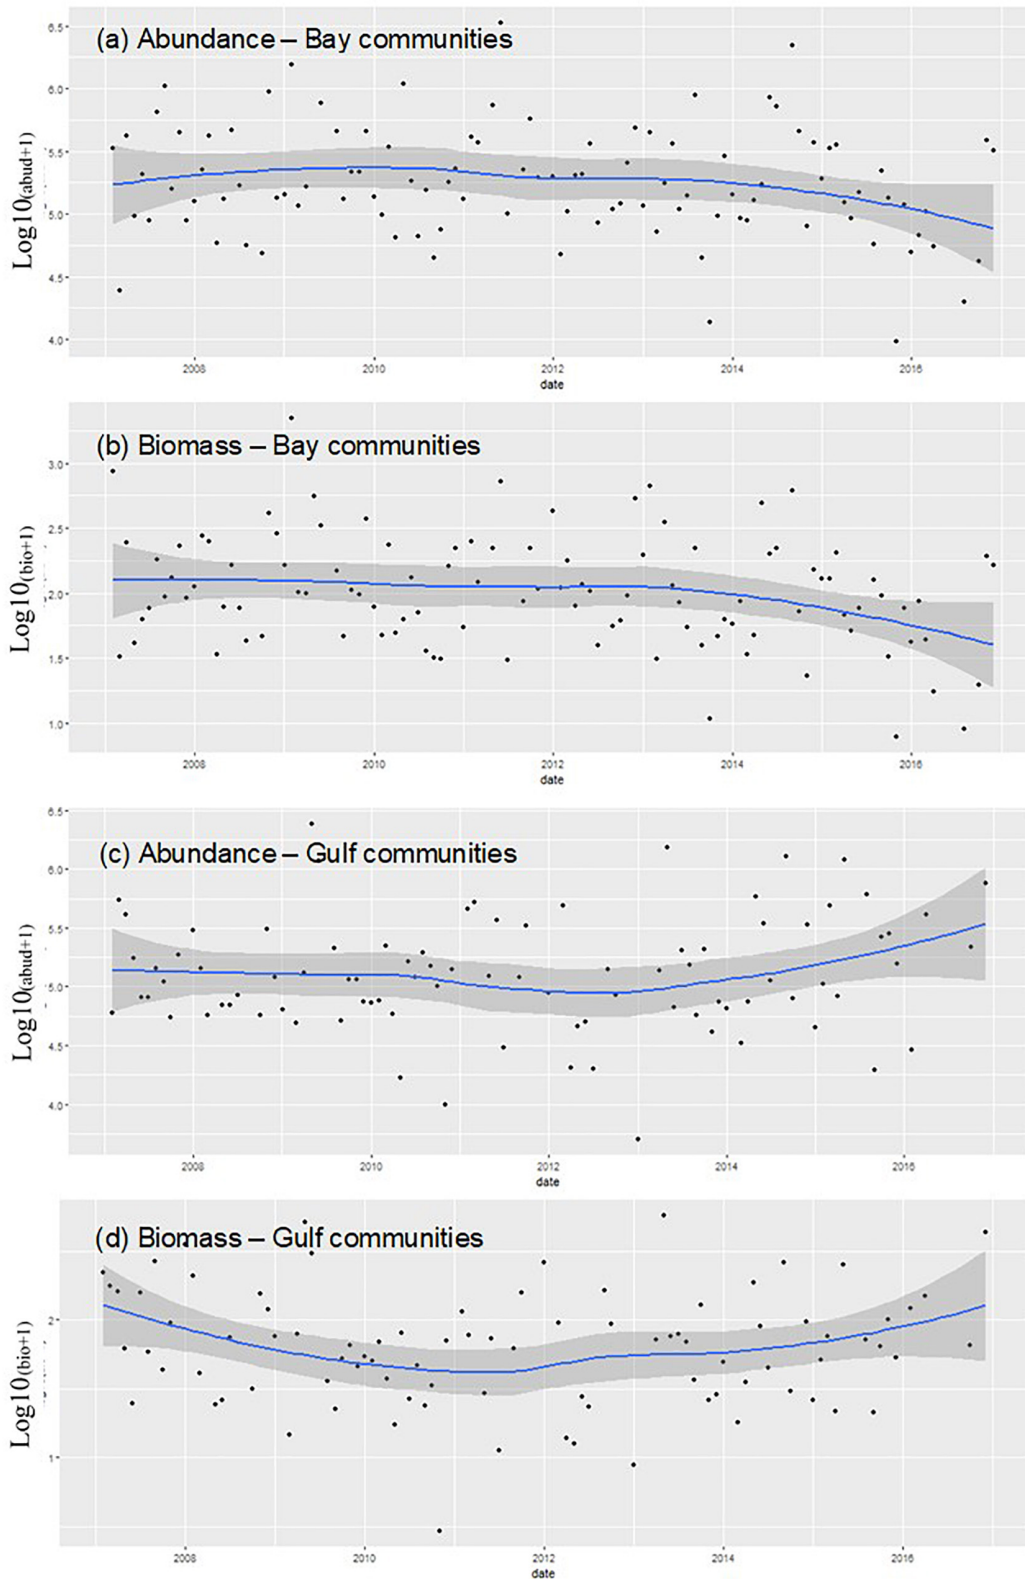 (a) Abundance – Bay communities
Log10(abud+1)
6.5
6.0
5.5
5.0
4.5
4.0
2008 2010 2012 2014 2016
date
(b) Biomass – Bay communities
Log10(bio+1)
3.0
2.5
2.0
1.5
1.0
2008 2010 2012 2014 2016
date
(c) Abundance – Gulf communities
Log10(abud+1)
6.5
6.0
5.5
5.0
4.5
4.0
2008 2010 2012 2014 2016
date
(d) Biomass – Gulf communities
Log10(bio+1)
2
1
2008 2010 2012 2014 2016
date